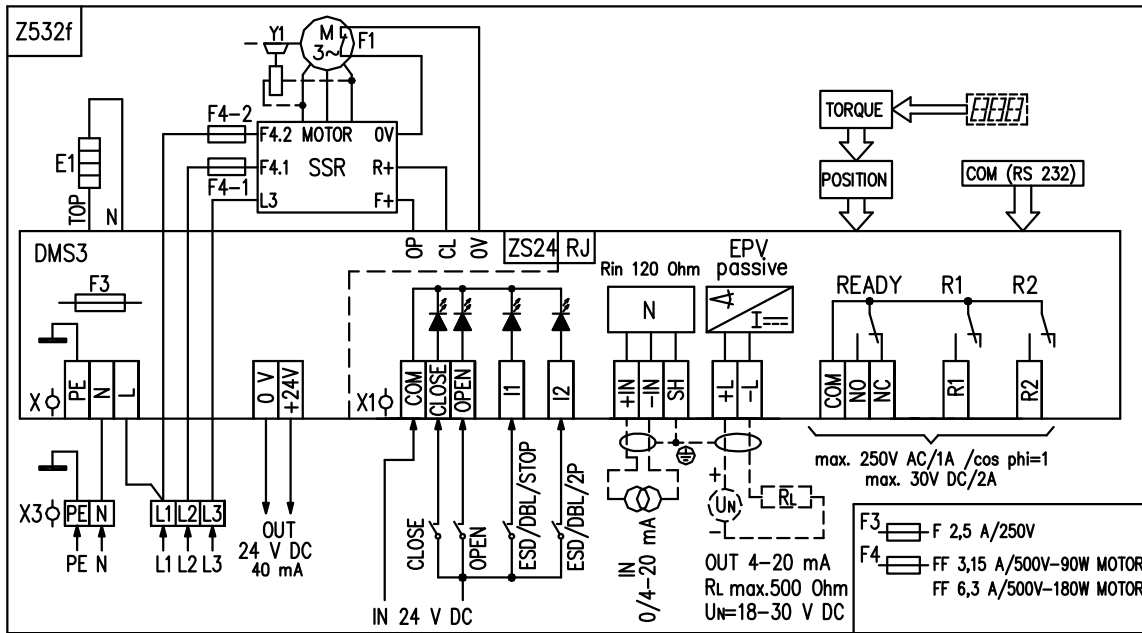 Z532f
Y1
M
3~
F1
F4-2
F4.2 MOTOR 0V
F4.1 SSR R+
F4-1
L3 F+
E1
TOP
N
TORQUE
POSITION
COM (RS 232)
DMS3
F3
OP
CL
0V
ZS24 RJ
Rin 120 Ohm
N
EPV
passive
I
READY R1 R2
X
PE
N
L
0 V
+24V
X1
COM
CLOSE
OPEN
I1
I2
+IN
-IN
SH
+L
-L
COM
NO
NC
R1
R2
X3
PE N
L1 L2 L3
PE N
L1 L2 L3
OUT
24 V DC
40 mA
CLOSE
OPEN
ESD/DBL/STOP
ESD/DBL/2P
IN 24 V DC
IN
0/4-20 mA
+
UN
-
RL
OUT 4-20 mA
RL max.500 Ohm
UN=18-30 V DC
max. 250V AC/1A /cos phi=1
max. 30V DC/2A
F3 F 2,5 A/250V
F4 FF 3,15 A/500V-90W MOTOR
FF 6,3 A/500V-180W MOTOR